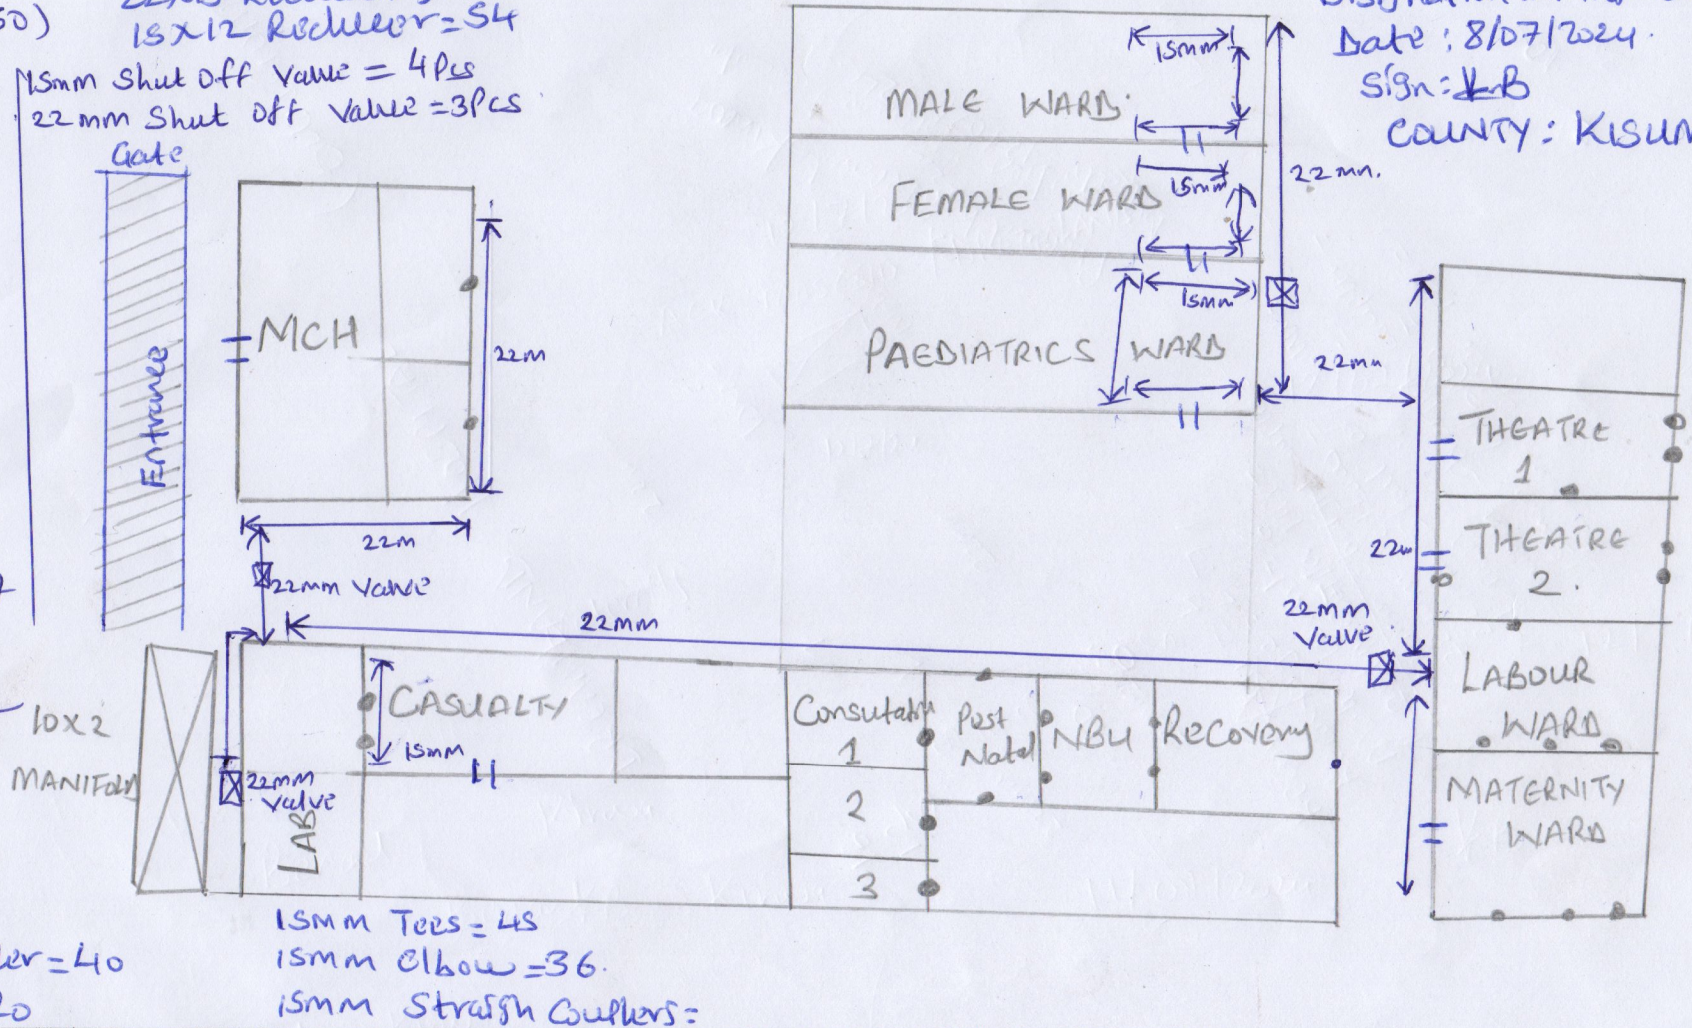 15x12 Reducer=54
15mm Shut Off Valve = 4Pcs
22mm Shut Off Valve =3Pcs
Date : 8/07/2024.
Sign:
COUNTY : KISUM
Gate
Entrance
MCH
22M
22M
22mm Valve
MALE WARD
15mm
FEMALE WARD
15mm
PAEDIATRICS WARD
15mm
22mm.
22mm
THEATRE
1
THEATRE
2.
22m
22mm
Valve
22mm
LABOUR
WARD
MATERNITY
WARD
10x2
MANIFOLD
22mm
Valve
LAB
CASUALTY
15mm
Consutatn
1
2
3
Post
Natal
NBU
Recovery
15mm Tees=45
15mm Elbow=36.
15mm Straigh Couplers=
er=40